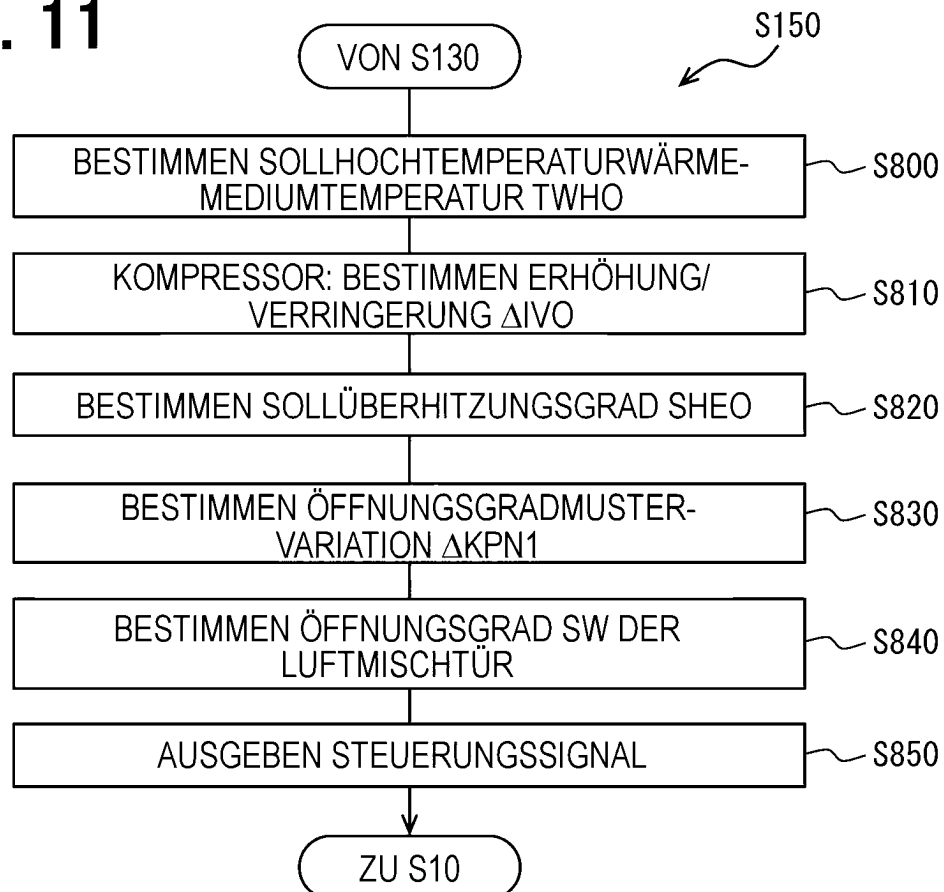 . 11
S150
VON S130
BESTIMMEN SOLLHOCHTEMPERATURWÄRME-
MEDIUMTEMPERATUR TWHO
S800
KOMPRESSOR: BESTIMMEN ERHÖHUNG/
VERRINGERUNG ΔIVO
S810
BESTIMMEN SOLLÜBERHITZUNGSGRAD SHEO
S820
BESTIMMEN ÖFFNUNGSGRADMUSTER-
VARIATION ΔKPN1
S830
BESTIMMEN ÖFFNUNGSGRAD SW DER
LUFTMISCHTÜR
S840
AUSGEBEN STEUERUNGSSIGNAL
S850
ZU S10